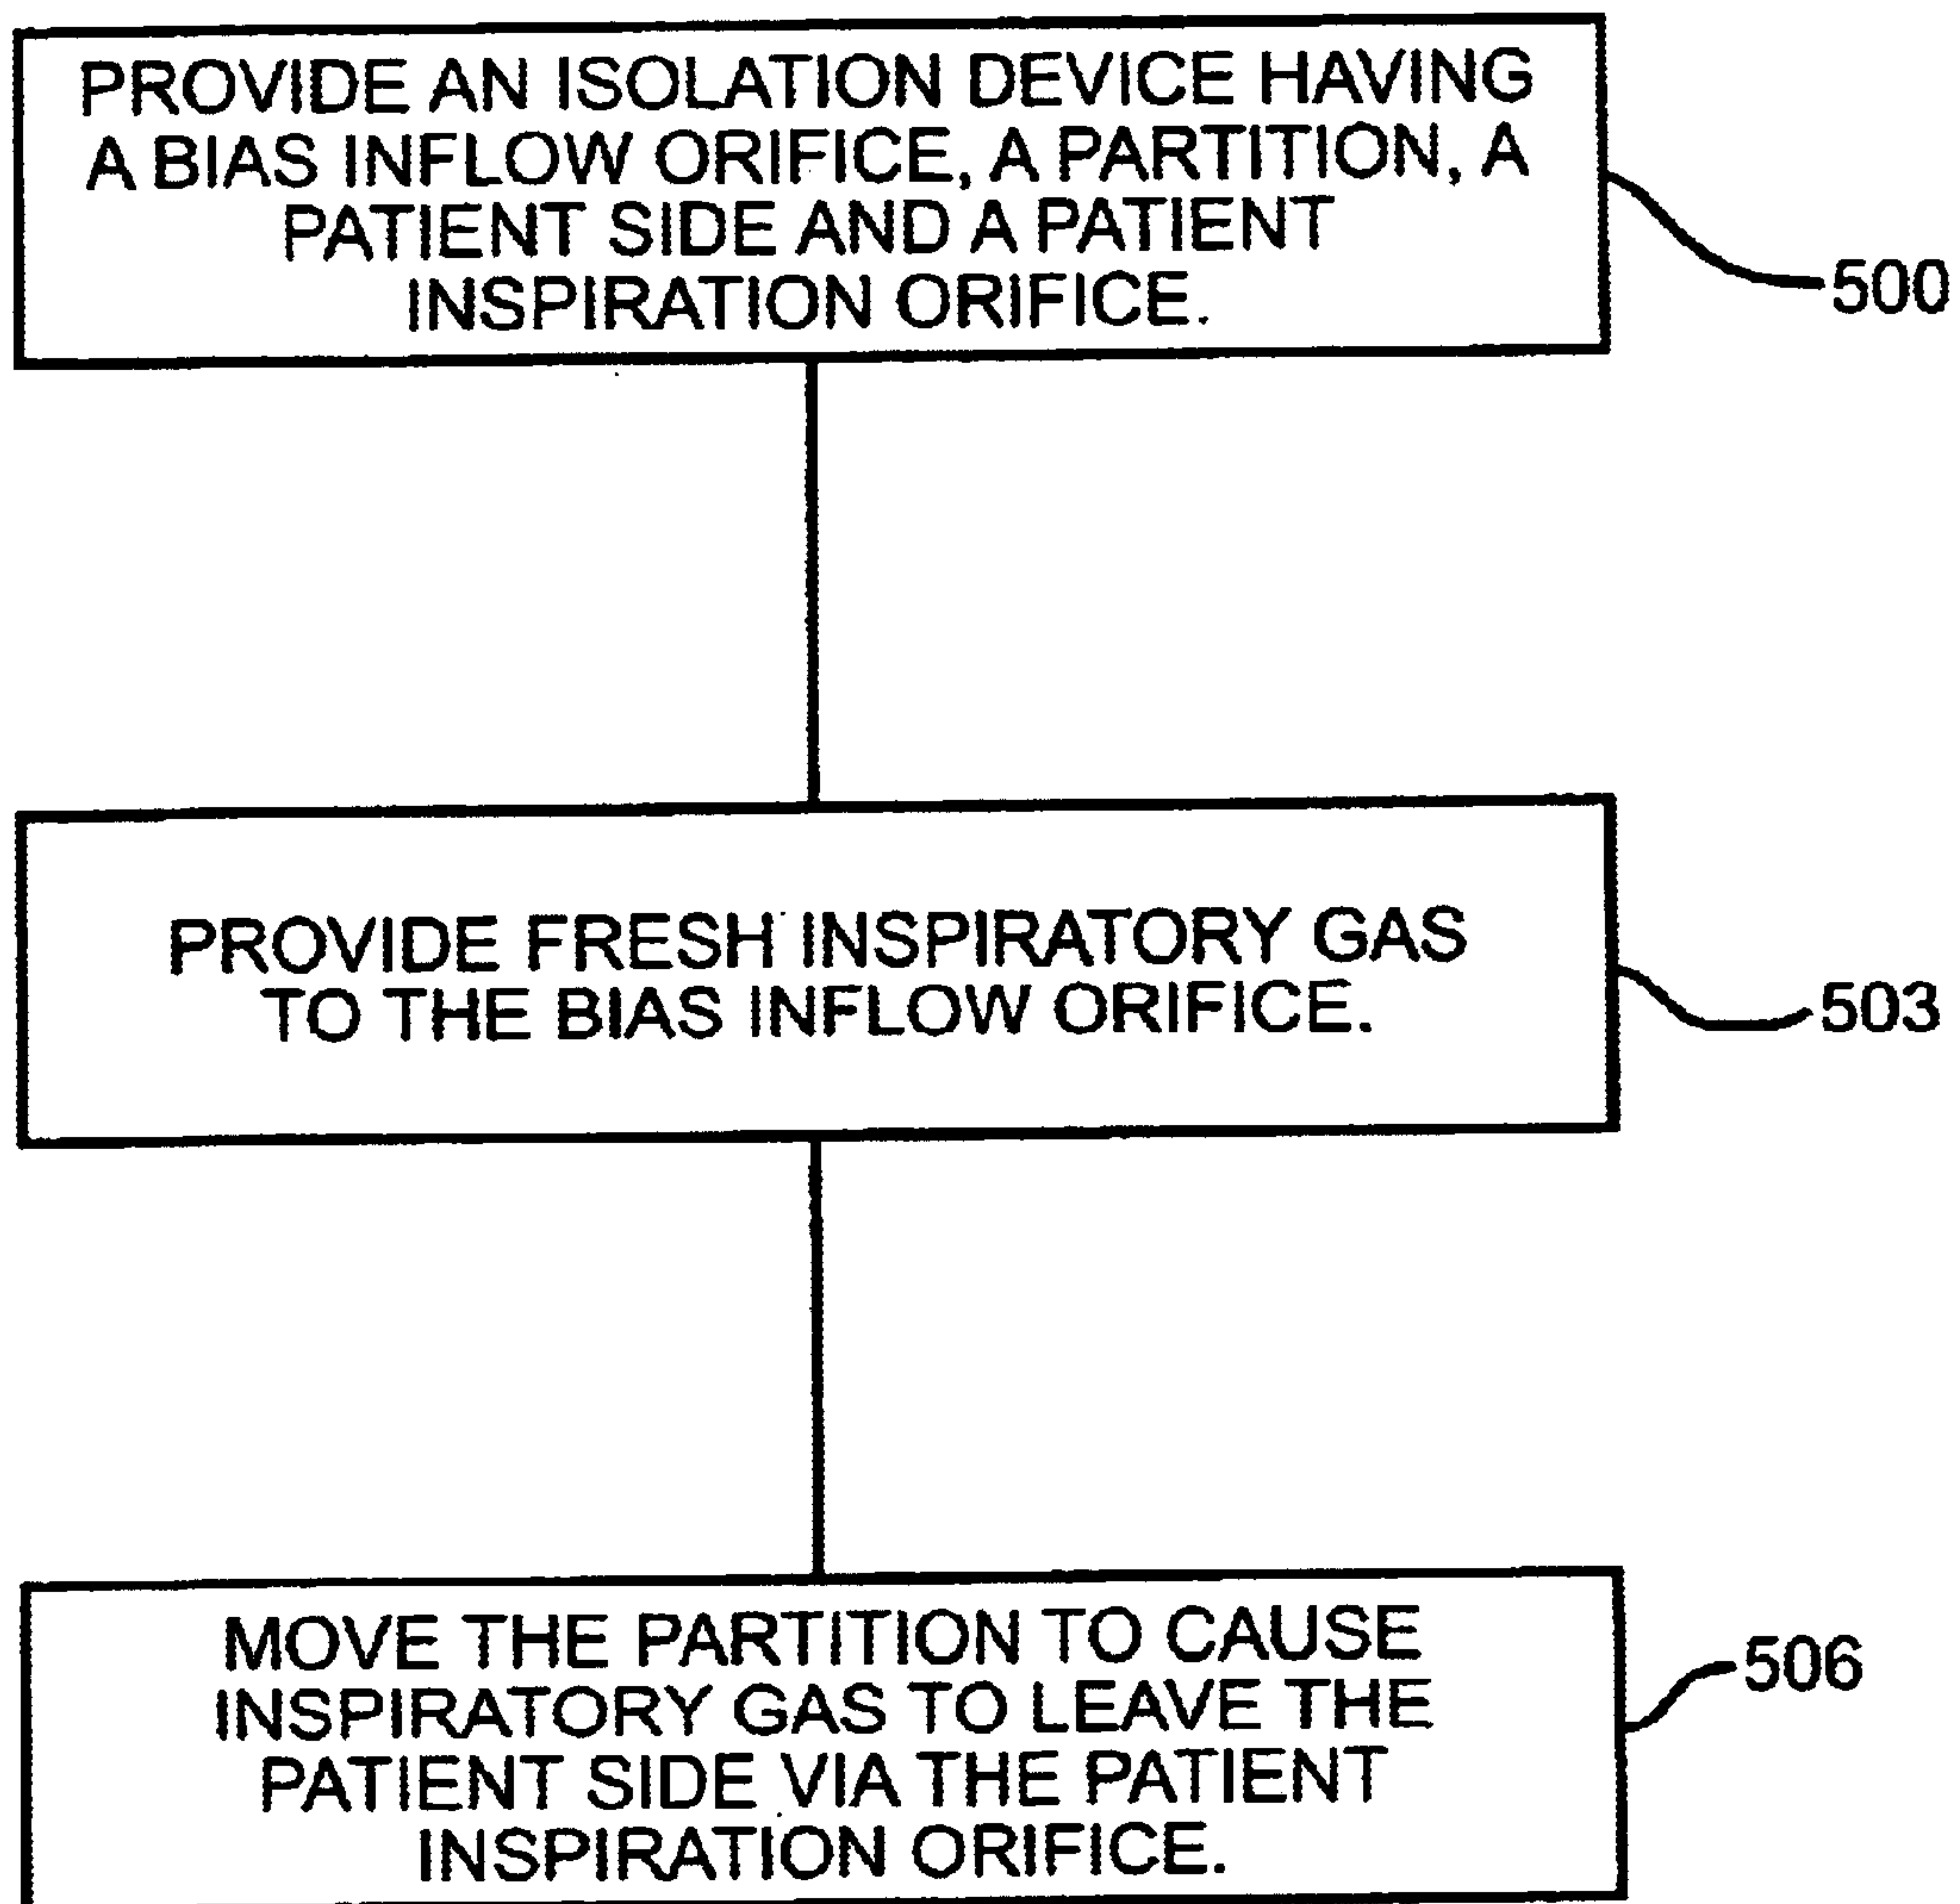 PROVIDE AN ISOLATION DEVICE HAVING
A BIAS INFLOW ORIFICE, A PARTITION, A
PATIENT SIDE AND A PATIENT
INSPIRATION ORIFICE.
500
PROVIDE FRESH INSPIRATORY GAS
TO THE BIAS INFLOW ORIFICE.
503
MOVE THE PARTITION TO CAUSE
INSPIRATORY GAS TO LEAVE THE
PATIENT SIDE VIA THE PATIENT
INSPIRATION ORIFICE.
506